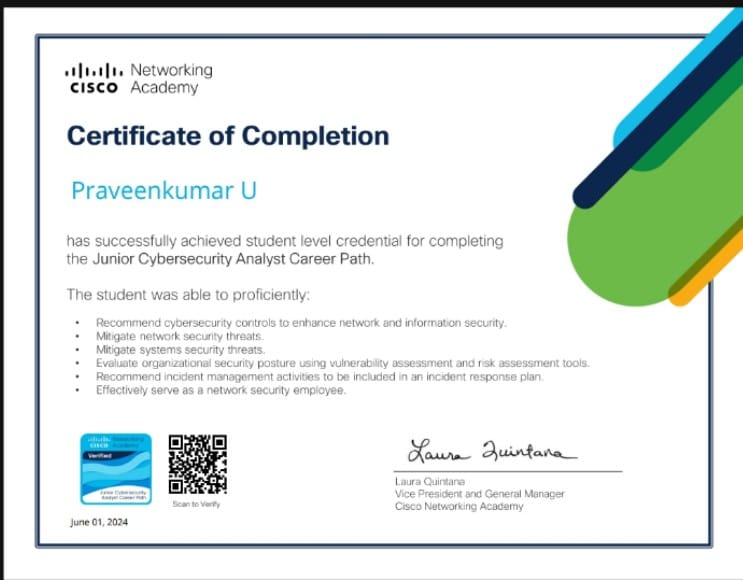 Networking
CISCO Academy
Certificate of Completion
Praveenkumar U
has successfully achieved student level credential for completing
the Junior Cybersecurity Analyst Career Path.
The student was able to proficiently:
• Recommend cybersecurity controls to enhance network and information security.
• Mitigate network security threats.
• Mitigate systems security threats.
• Evaluate organizational security posture using vulnerability assessment and risk assessment tools.
• Recommend incident management activities to be included in an incident response plan.
• Effectively serve as a network security employee.
Networking
CISCO Academy
Verified
Junior Cybersecurity
Analyst Career Path
Scan to Verify
June 01, 2024
Laura Quintana
Laura Quintana
Vice President and General Manager
Cisco Networking Academy